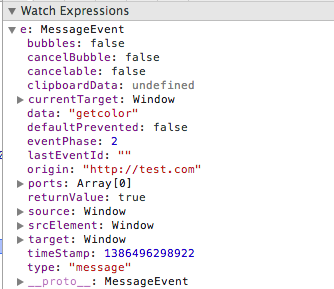 Watch Expressions
e: MessageEvent
bubbles: false
cancelBubble: false
cancelable: false
clipboardData: undefined
currentTarget: Window
data: "getcolor"
defaultPrevented: false
eventPhase: 2
lastEventId: ""
origin: "http://test.com"
ports: Array[0]
returnValue: true
source: Window
srcElement: Window
target: Window
timeStamp: 1386496298922
type: "message"
__proto__: MessageEvent